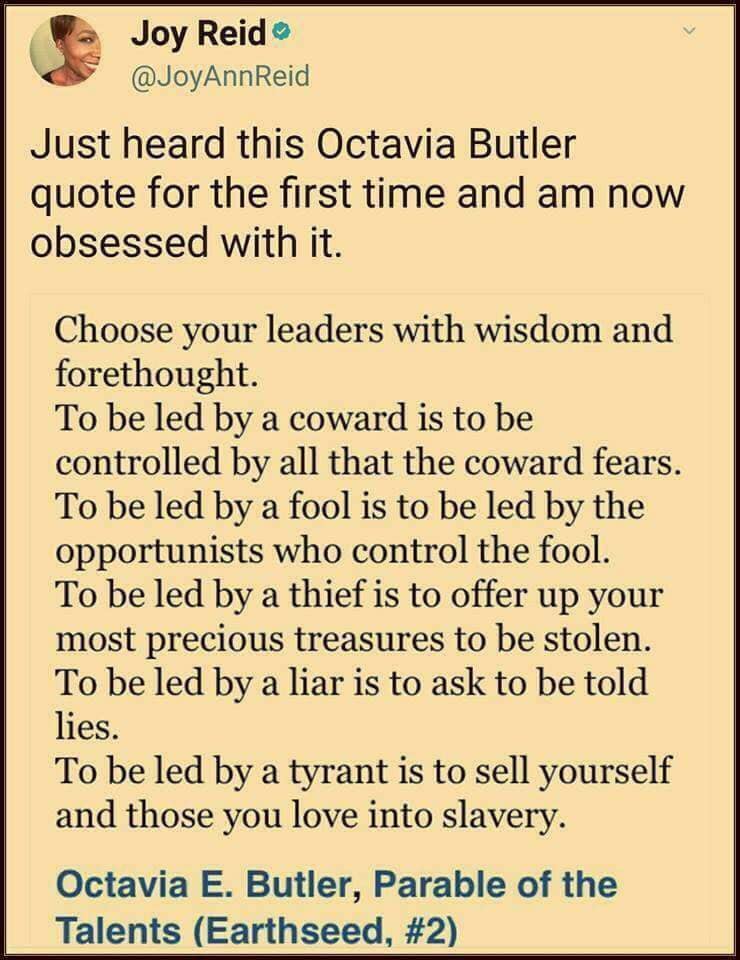 Joy Reid
@JoyAnnReid
Just heard this Octavia Butler
quote for the first time and am now
obsessed with it.
Choose your leaders with wisdom and
forethought.
To be led by a coward is to be
controlled by all that the coward fears.
To be led by a fool is to be led by the
opportunists who control the fool.
To be led by a thief is to offer up your
most precious treasures to be stolen.
To be led by a liar is to ask to be told
lies.
To be led by a tyrant is to sell yourself
and those you love into slavery.
Octavia E. Butler, Parable of the
Talents (Earthseed, #2)